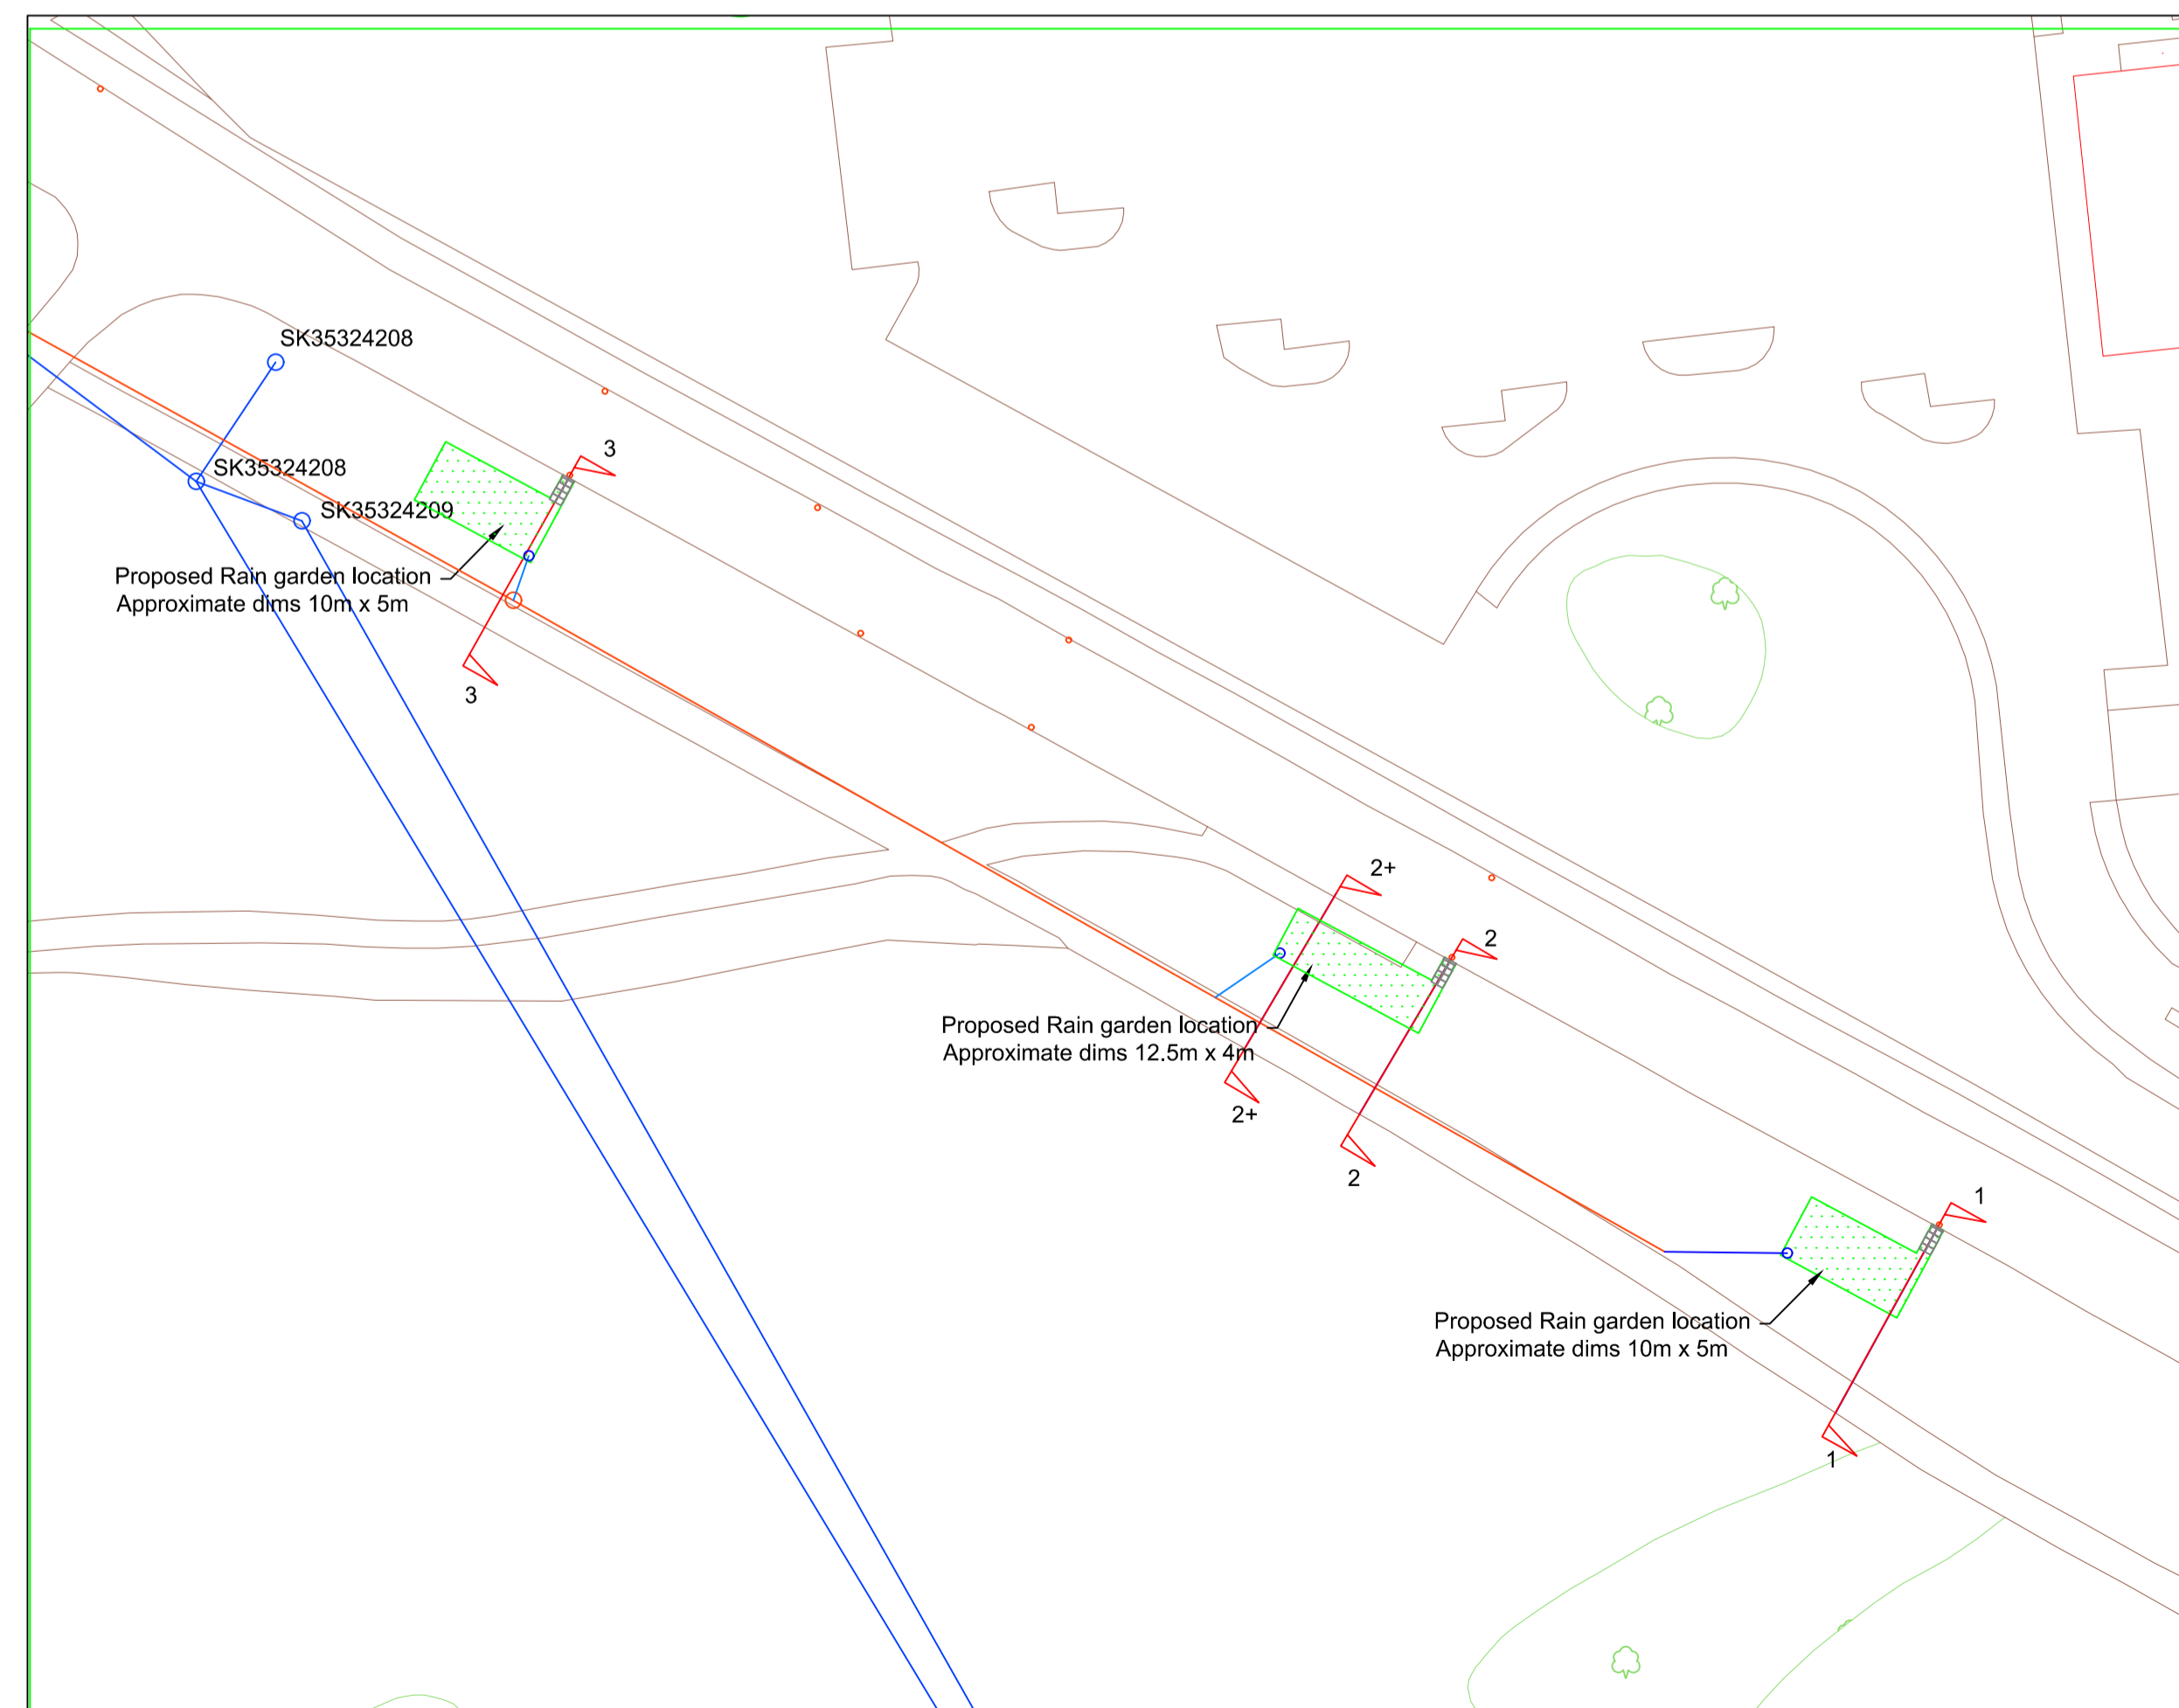 SK35324208
3
SK35324208
SK35324209
Proposed Rain garden location
Approximate dims 10m x 5m
3
2+
2
Proposed Rain garden location
Approximate dims 12.5m x 4m
2+
2
1
Proposed Rain garden location
Approximate dims 10m x 5m
1